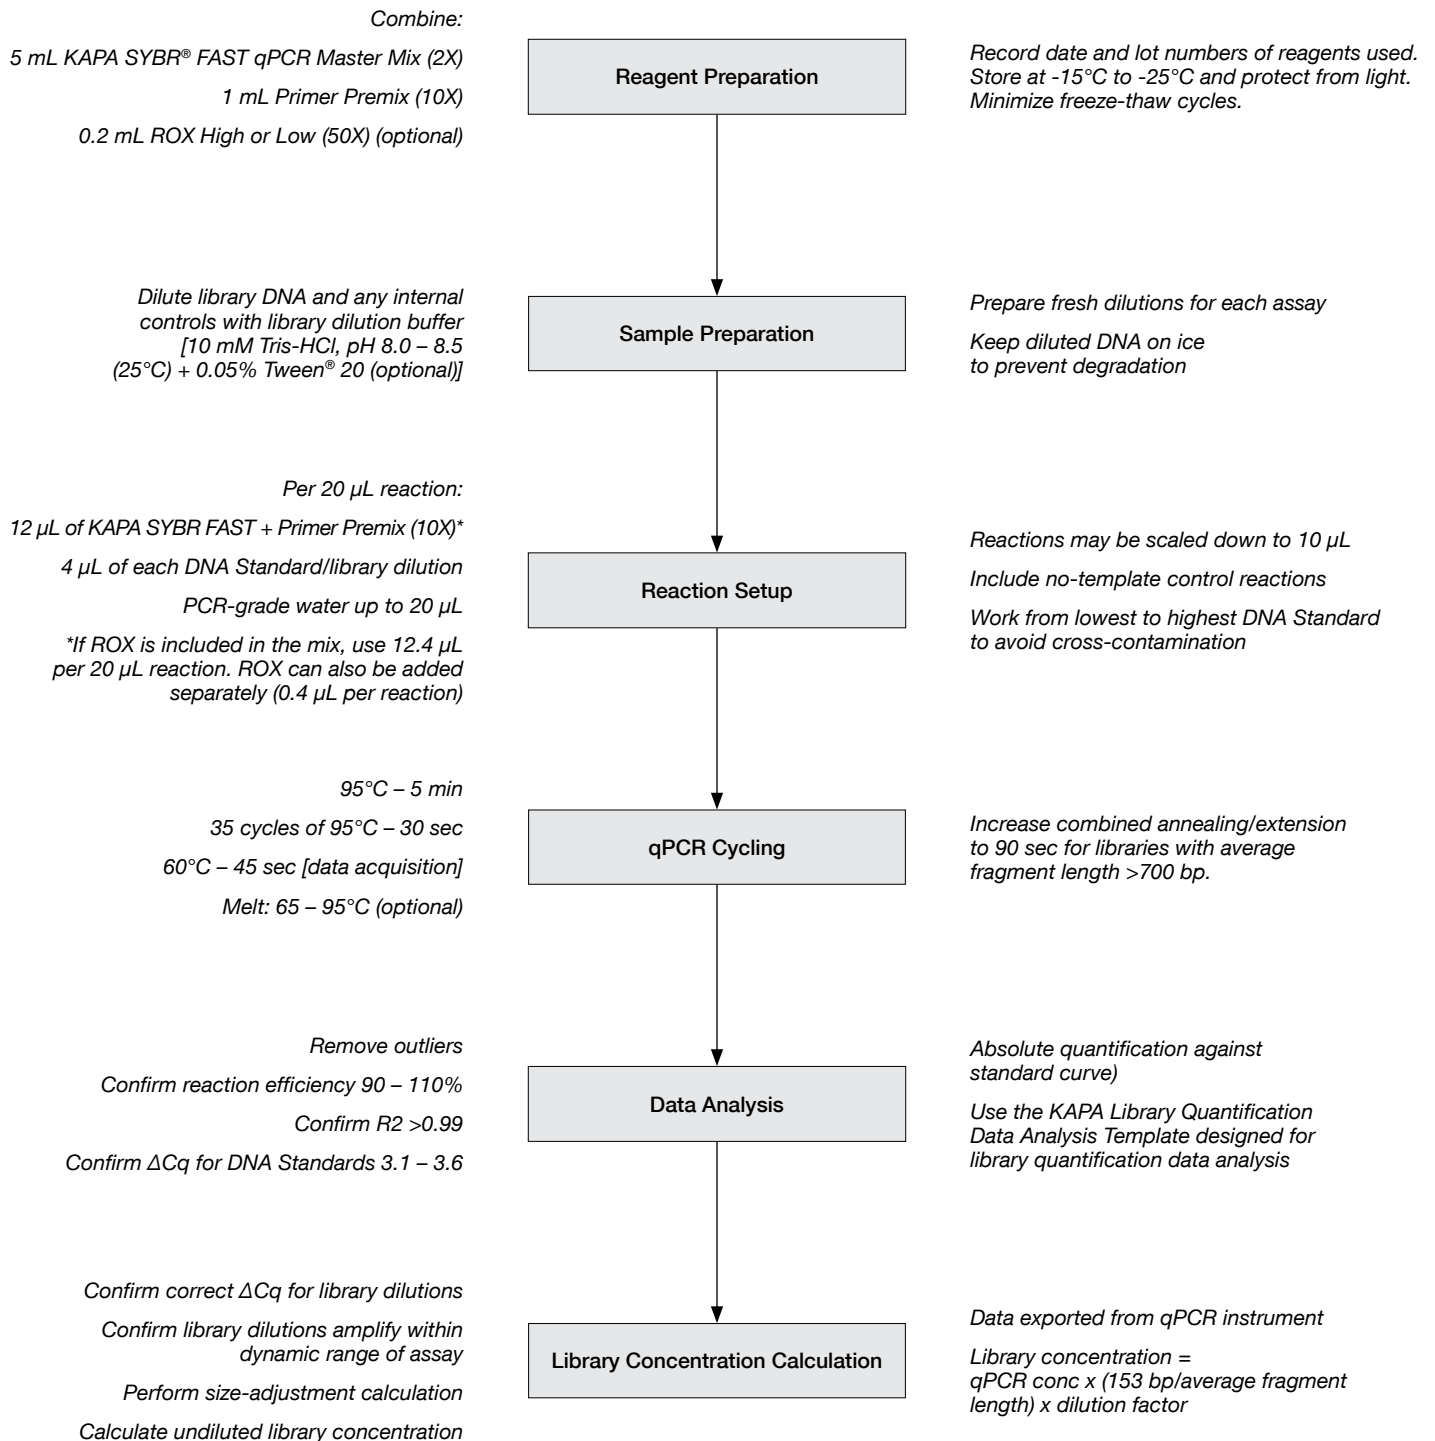 Combine:
5 mL KAPA SYBR® FAST qPCR Master Mix (2X)
1 mL Primer Premix (10X)
0.2 mL ROX High or Low (50X) (optional)
Reagent Preparation
Record date and lot numbers of reagents used.
Store at -15°C to -25°C and protect from light.
Minimize freeze-thaw cycles.
Dilute library DNA and any internal
controls with library dilution buffer
[10 mM Tris-HCl, pH 8.0 – 8.5
(25°C) + 0.05% Tween® 20 (optional)]
Sample Preparation
Prepare fresh dilutions for each assay
Keep diluted DNA on ice
to prevent degradation
Per 20 µL reaction:
12 µL of KAPA SYBR FAST + Primer Premix (10X)*
4 µL of each DNA Standard/library dilution
PCR-grade water up to 20 µL
*If ROX is included in the mix, use 12.4 µL
per 20 µL reaction. ROX can also be added
separately (0.4 µL per reaction)
Reaction Setup
Reactions may be scaled down to 10 µL
Include no-template control reactions
Work from lowest to highest DNA Standard
to avoid cross-contamination
95°C – 5 min
35 cycles of 95°C – 30 sec
60°C – 45 sec [data acquisition]
Melt: 65 – 95°C (optional)
qPCR Cycling
Increase combined annealing/extension
to 90 sec for libraries with average
fragment length >700 bp.
Remove outliers
Confirm reaction efficiency 90 – 110%
Confirm R2 >0.99
Confirm ΔCq for DNA Standards 3.1 – 3.6
Data Analysis
Absolute quantification against
standard curve)
Use the KAPA Library Quantification
Data Analysis Template designed for
library quantification data analysis
Confirm correct ΔCq for library dilutions
Confirm library dilutions amplify within
dynamic range of assay
Perform size-adjustment calculation
Calculate undiluted library concentration
Library Concentration Calculation
Data exported from qPCR instrument
Library concentration =
qPCR conc x (153 bp/average fragment
length) x dilution factor